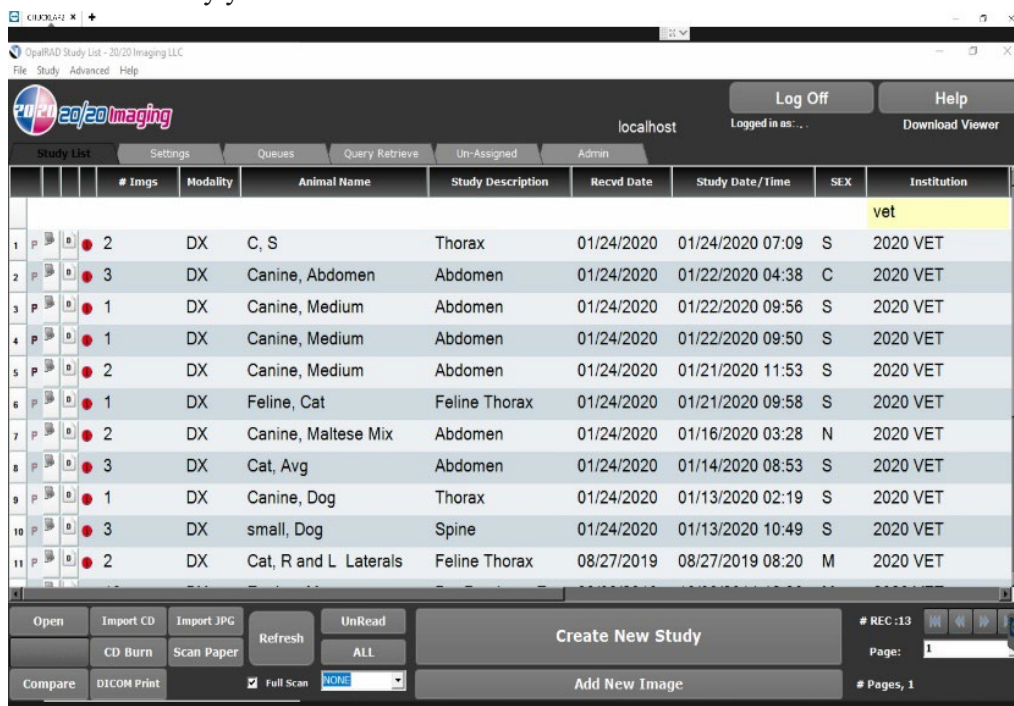 CHUCKLAP2 × +
OpalRAD Study List - 20/20 Imaging LLC
File Study Advanced Help
20/20 20/20 Imaging
localhost
Log Off
Logged in as:..
Help
Download Viewer
Study List Settings Queues Query Retrieve Un-Assigned Admin
# Imgs Modality Animal Name Study Description Recvd Date Study Date/Time SEX Institution
vet
1 P D 2 DX C, S Thorax 01/24/2020 01/24/2020 07:09 S 2020 VET
2 P D 3 DX Canine, Abdomen Abdomen 01/24/2020 01/22/2020 04:38 C 2020 VET
3 P D 1 DX Canine, Medium Abdomen 01/24/2020 01/22/2020 09:56 S 2020 VET
4 P D 1 DX Canine, Medium Abdomen 01/24/2020 01/22/2020 09:50 S 2020 VET
5 P D 2 DX Canine, Medium Abdomen 01/24/2020 01/21/2020 11:53 S 2020 VET
6 P D 1 DX Feline, Cat Feline Thorax 01/24/2020 01/21/2020 09:58 S 2020 VET
7 P D 2 DX Canine, Maltese Mix Abdomen 01/24/2020 01/16/2020 03:28 N 2020 VET
8 P D 3 DX Cat, Avg Abdomen 01/24/2020 01/14/2020 08:53 S 2020 VET
9 P D 1 DX Canine, Dog Thorax 01/24/2020 01/13/2020 02:19 S 2020 VET
10 P D 3 DX small, Dog Spine 01/24/2020 01/13/2020 10:49 S 2020 VET
11 P D 2 DX Cat, R and L Laterals Feline Thorax 08/27/2019 08/27/2019 08:20 M 2020 VET
Open Import CD Import JPG Refresh UnRead Create New Study # REC :13
CD Burn Scan Paper ALL Page: 1
Compare DICOM Print Full Scan NONE Add New Image # Pages, 1